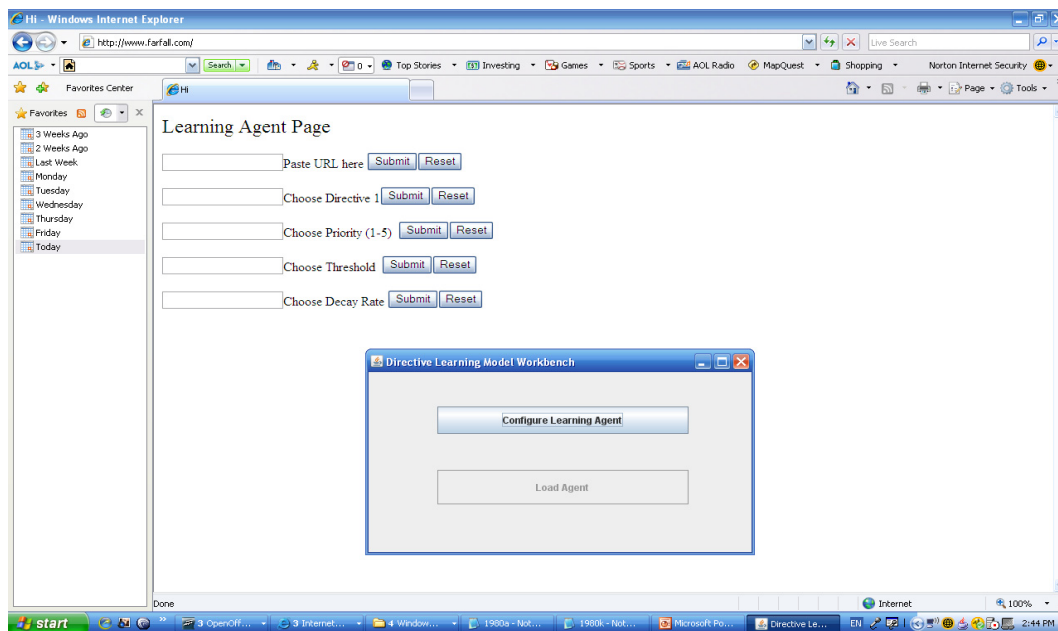 Hi - Windows Internet Explorer
http://www.farfall.com/ Live Search
AOL Search Top Stories Investing Games Sports AOL Radio MapQuest Shopping Norton Internet Security
Favorites Center Hi Page Tools
Favorites
3 Weeks Ago
2 Weeks Ago
Last Week
Monday
Tuesday
Wednesday
Thursday
Friday
Today
Learning Agent Page
Paste URL here Submit Reset
Choose Directive 1 Submit Reset
Choose Priority (1-5) Submit Reset
Choose Threshold Submit Reset
Choose Decay Rate Submit Reset
Directive Learning Model Workbench
Configure Learning Agent
Load Agent
Done Internet 100%
start 3 OpenOff... 3 Internet... 4 Window... 1980a - Not... 1980k - Not... Microsoft Po... Directive Le... EN 2:44 PM